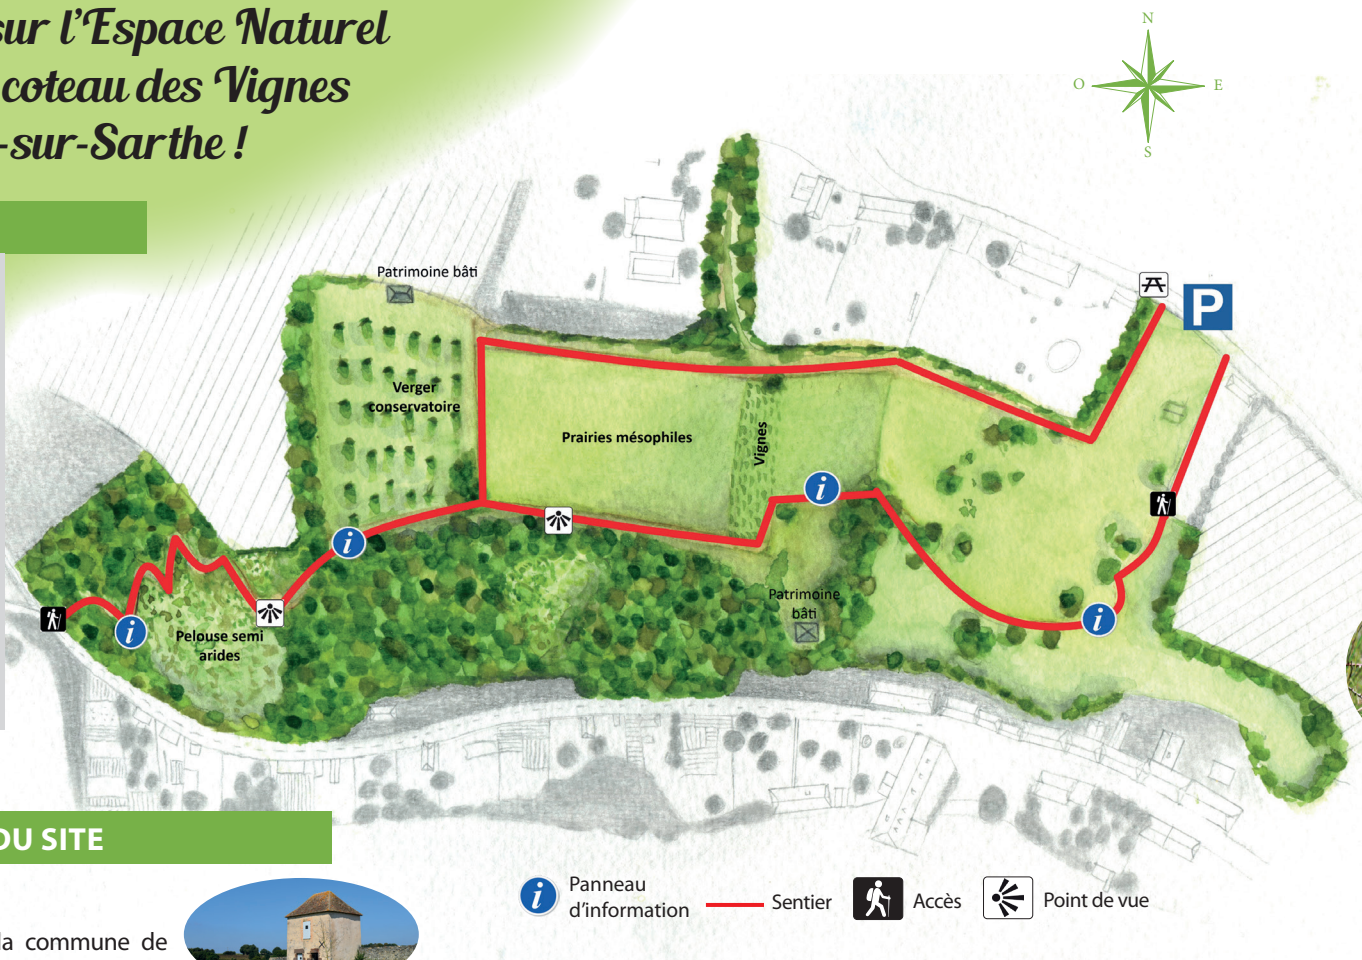 sur l'Espace Naturel
coteau des Vignes
-sur-Sarthe !
N
O
E
S
P
Patrimoine bâti
Verger
conservatoire
Prairies mésophiles
Vignes
i
i
i
i
Patrimoine
bâti
Pelouse semi
arides
DU SITE
la commune de
i
Panneau
d'information
Sentier
Accès
Point de vue